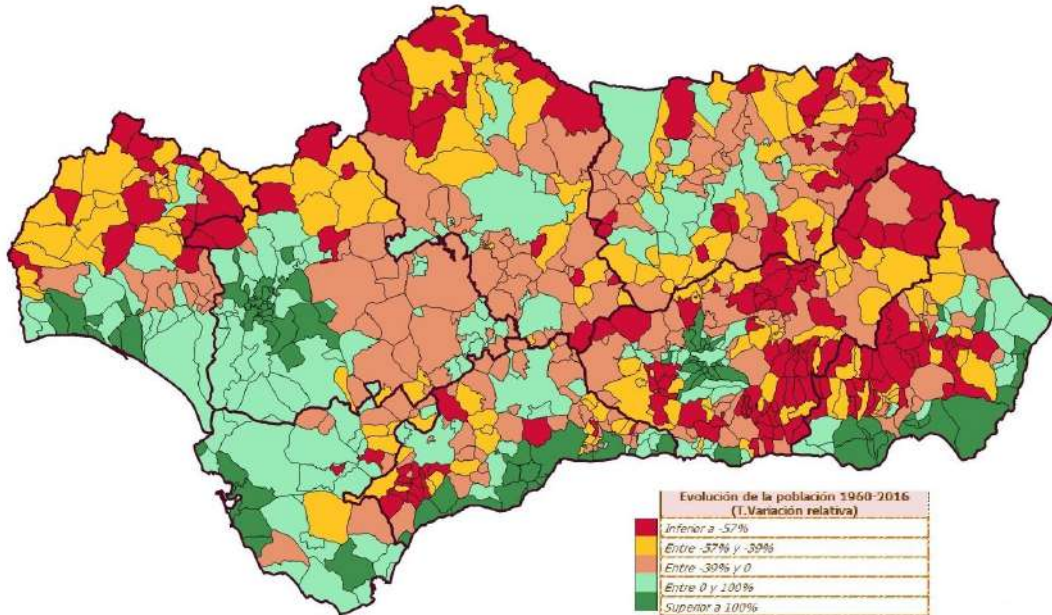 Evolución de la población 1960-2016
(T.Variación relativa)
Inferior a -57%
Entre -57% y -39%
Entre -39% y 0
Entre 0 y 100%
Superior a 100%